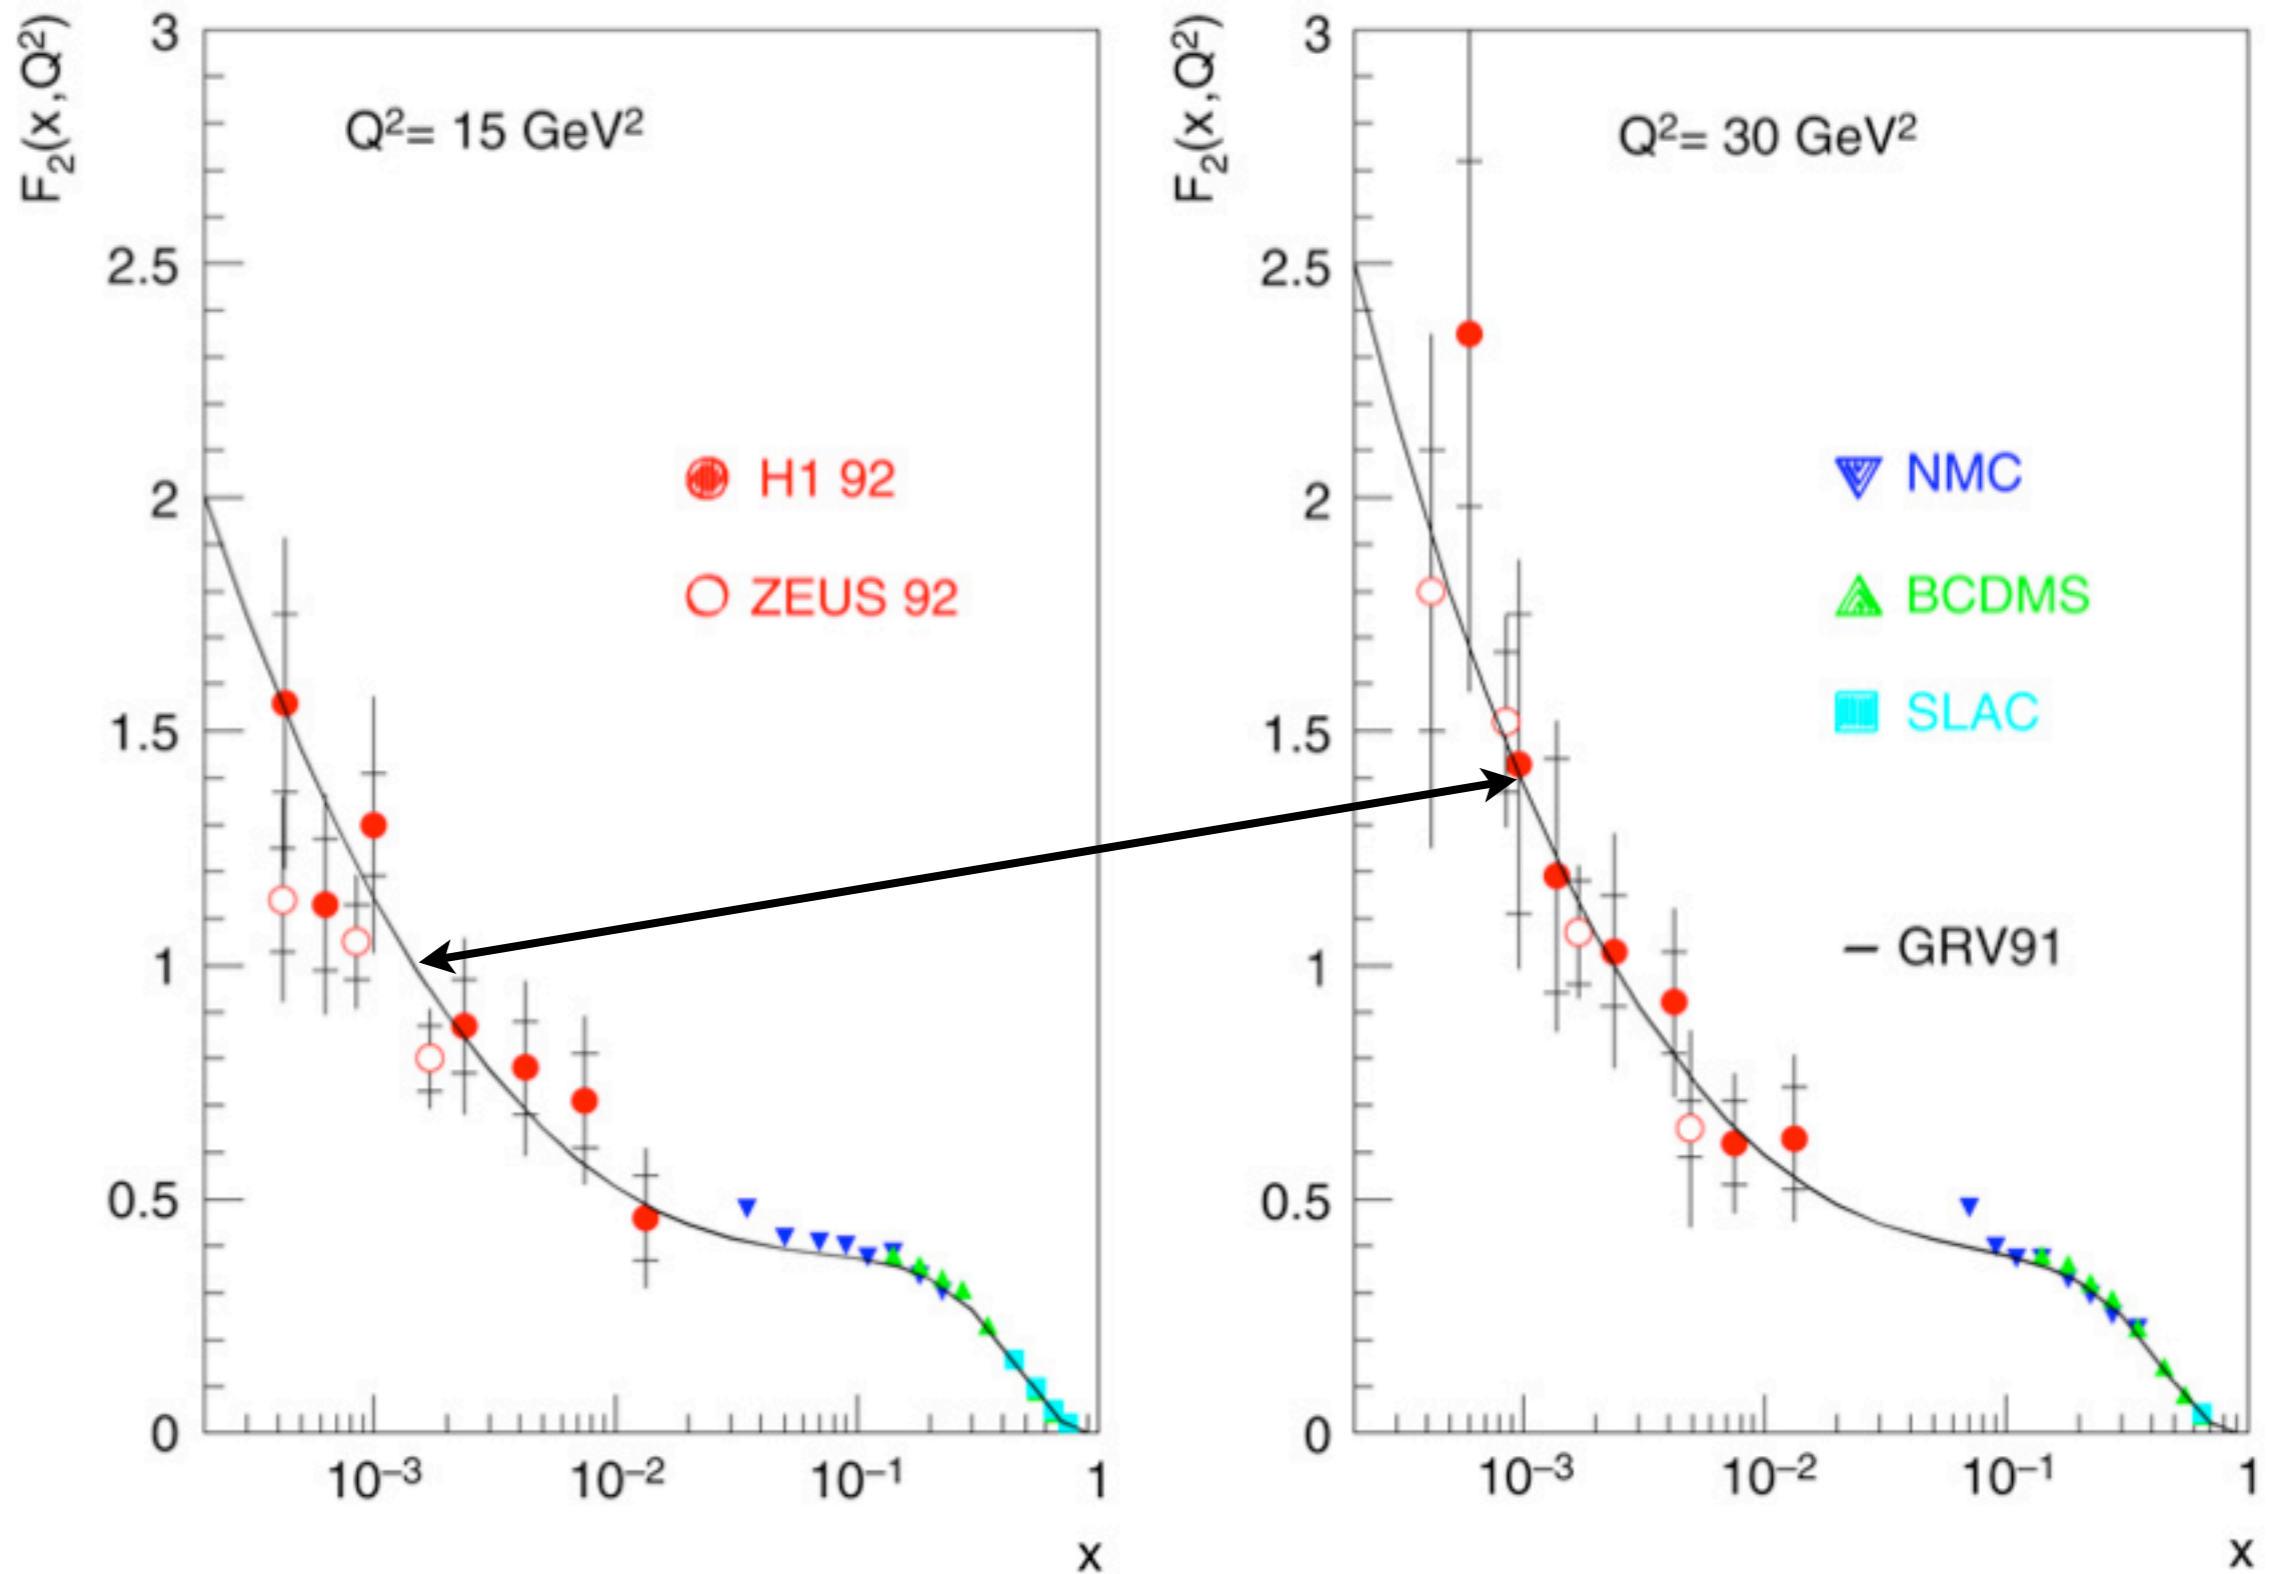 F₂(x,Q²)
3
2.5
2
1.5
1
0.5
0
Q²= 15 GeV²
H1 92
ZEUS 92
10⁻³ 10⁻² 10⁻¹ 1
x
F₂(x,Q²)
3
2.5
2
1.5
1
0.5
0
Q²= 30 GeV²
NMC
BCDMS
SLAC
– GRV91
10⁻³ 10⁻² 10⁻¹ 1
x